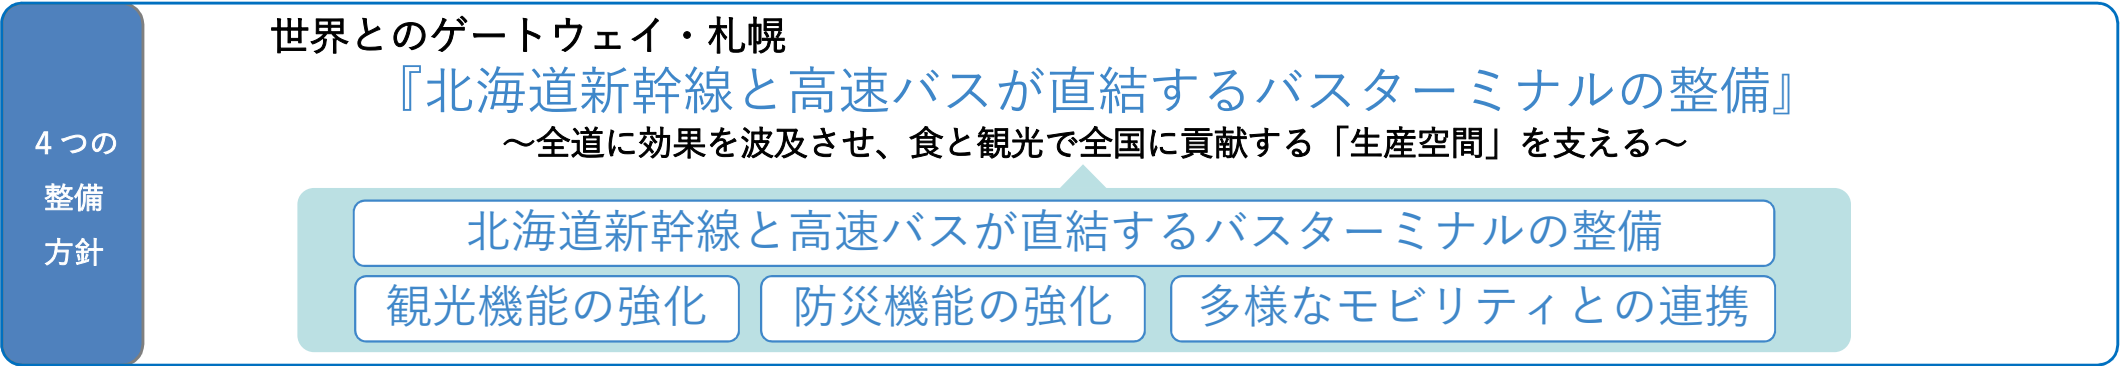 4つの
整備
方針
世界とのゲートウェイ・札幌
『北海道新幹線と高速バスが直結するバスターミナルの整備』
～全道に効果を波及させ、食と観光で全国に貢献する「生産空間」を支える～
北海道新幹線と高速バスが直結するバスターミナルの整備
観光機能の強化
防災機能の強化
多様なモビリティとの連携